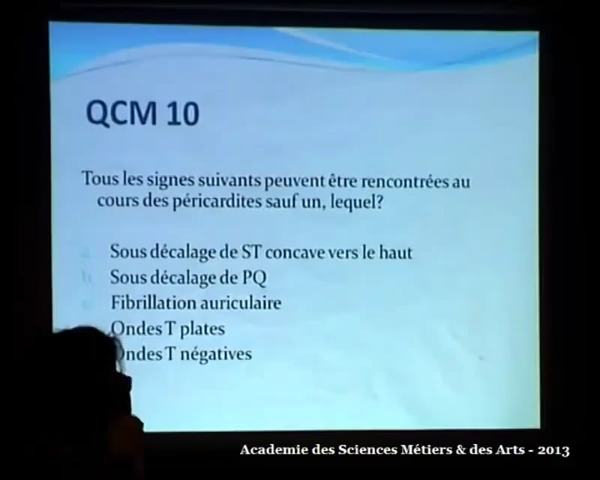 QCM 10
Tous les signes suivants peuvent être rencontrées au
cours des péricardites sauf un, lequel?
Sous décalage de ST concave vers le haut
Sous décalage de PQ
Fibrillation auriculaire
Ondes T plates
Ondes T négatives
Academie des Sciences Métiers & des Arts - 2013